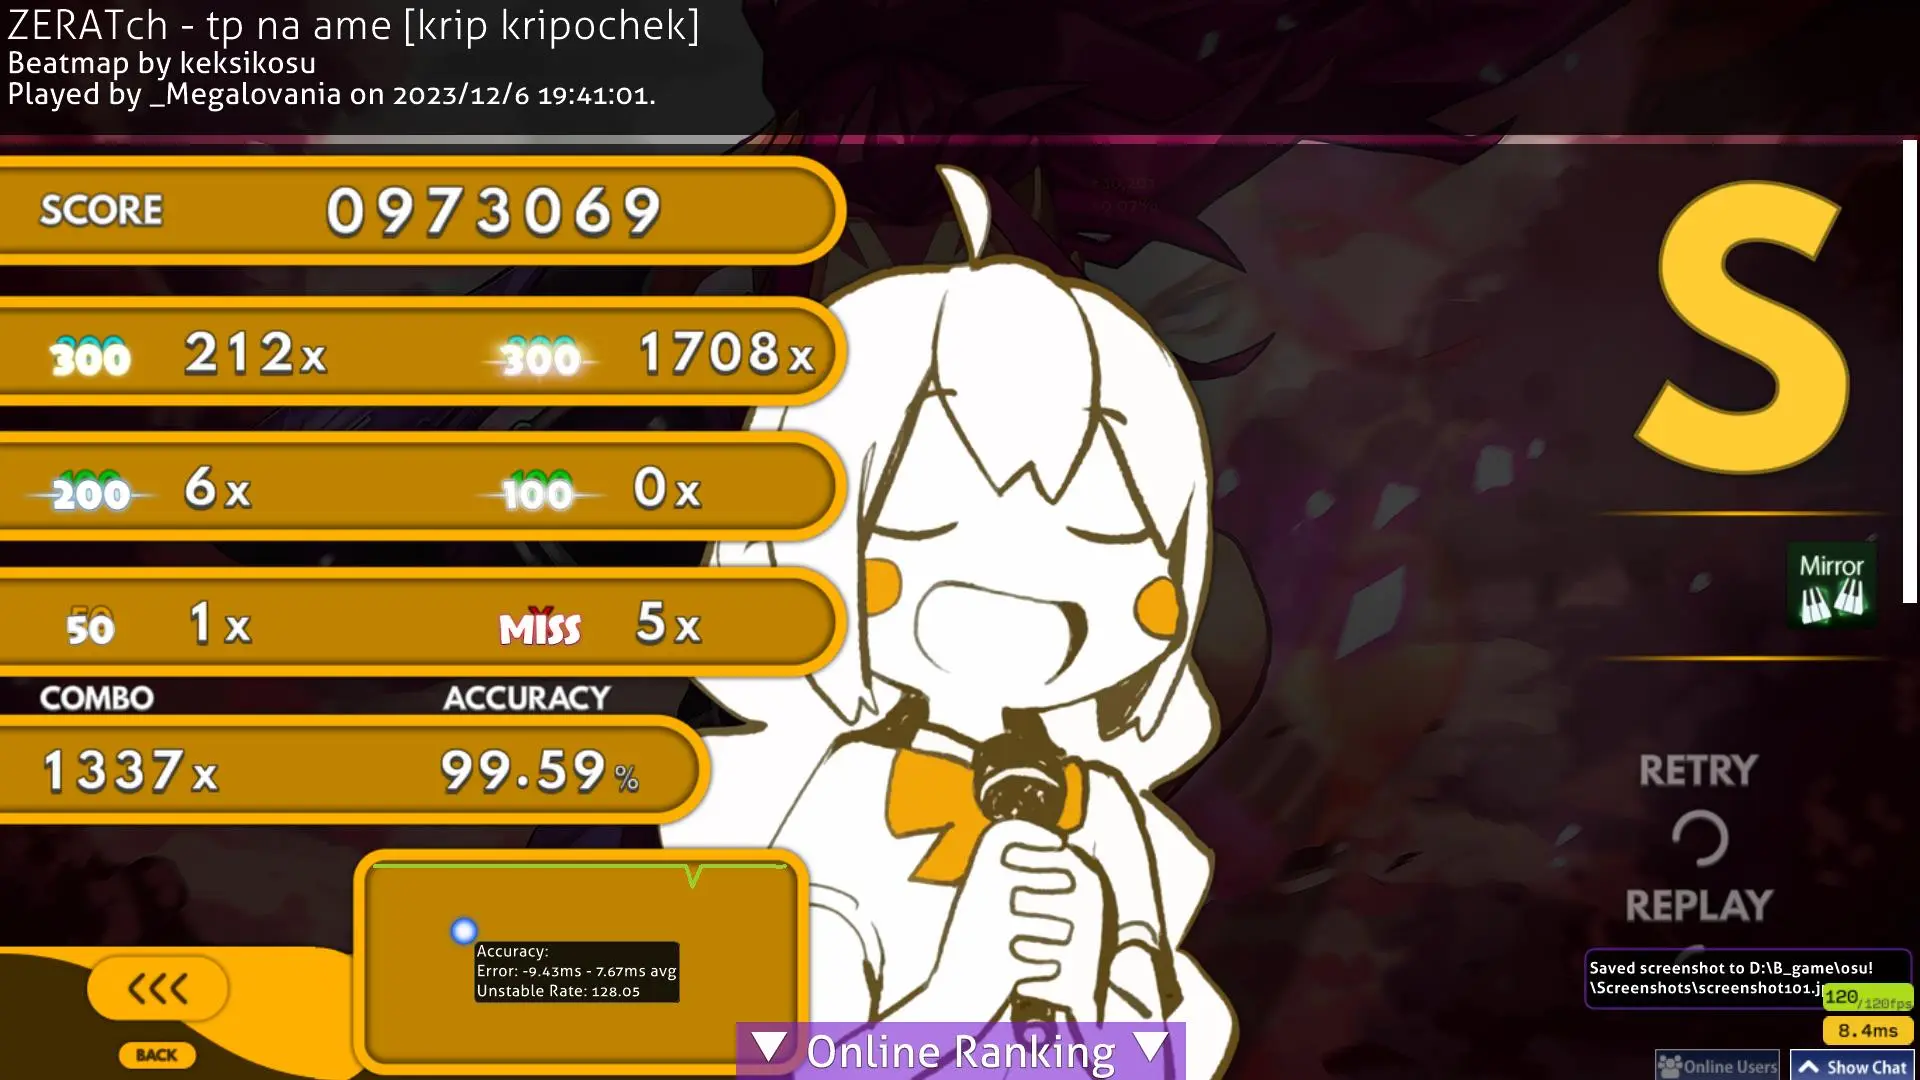 ZERATch - tp na ame [krip kripochek]
Beatmap by keksikosu
Played by _Megalovania on 2023/12/6 19:41:01.
SCORE 0973069
300 212x 300 1708x
200 6x 100 0x
50 1x MISS 5x
COMBO ACCURACY
1337x 99.59%
Accuracy:
Error: -9.43ms - 7.67ms avg
Unstable Rate: 128.05
<<<
BACK
Online Ranking
S
Mirror
RETRY
REPLAY
Saved screenshot to D:\B_game\osu!
\Screenshots\screenshot101.j
120/120fps
8.4ms
Online Users
Show Chat